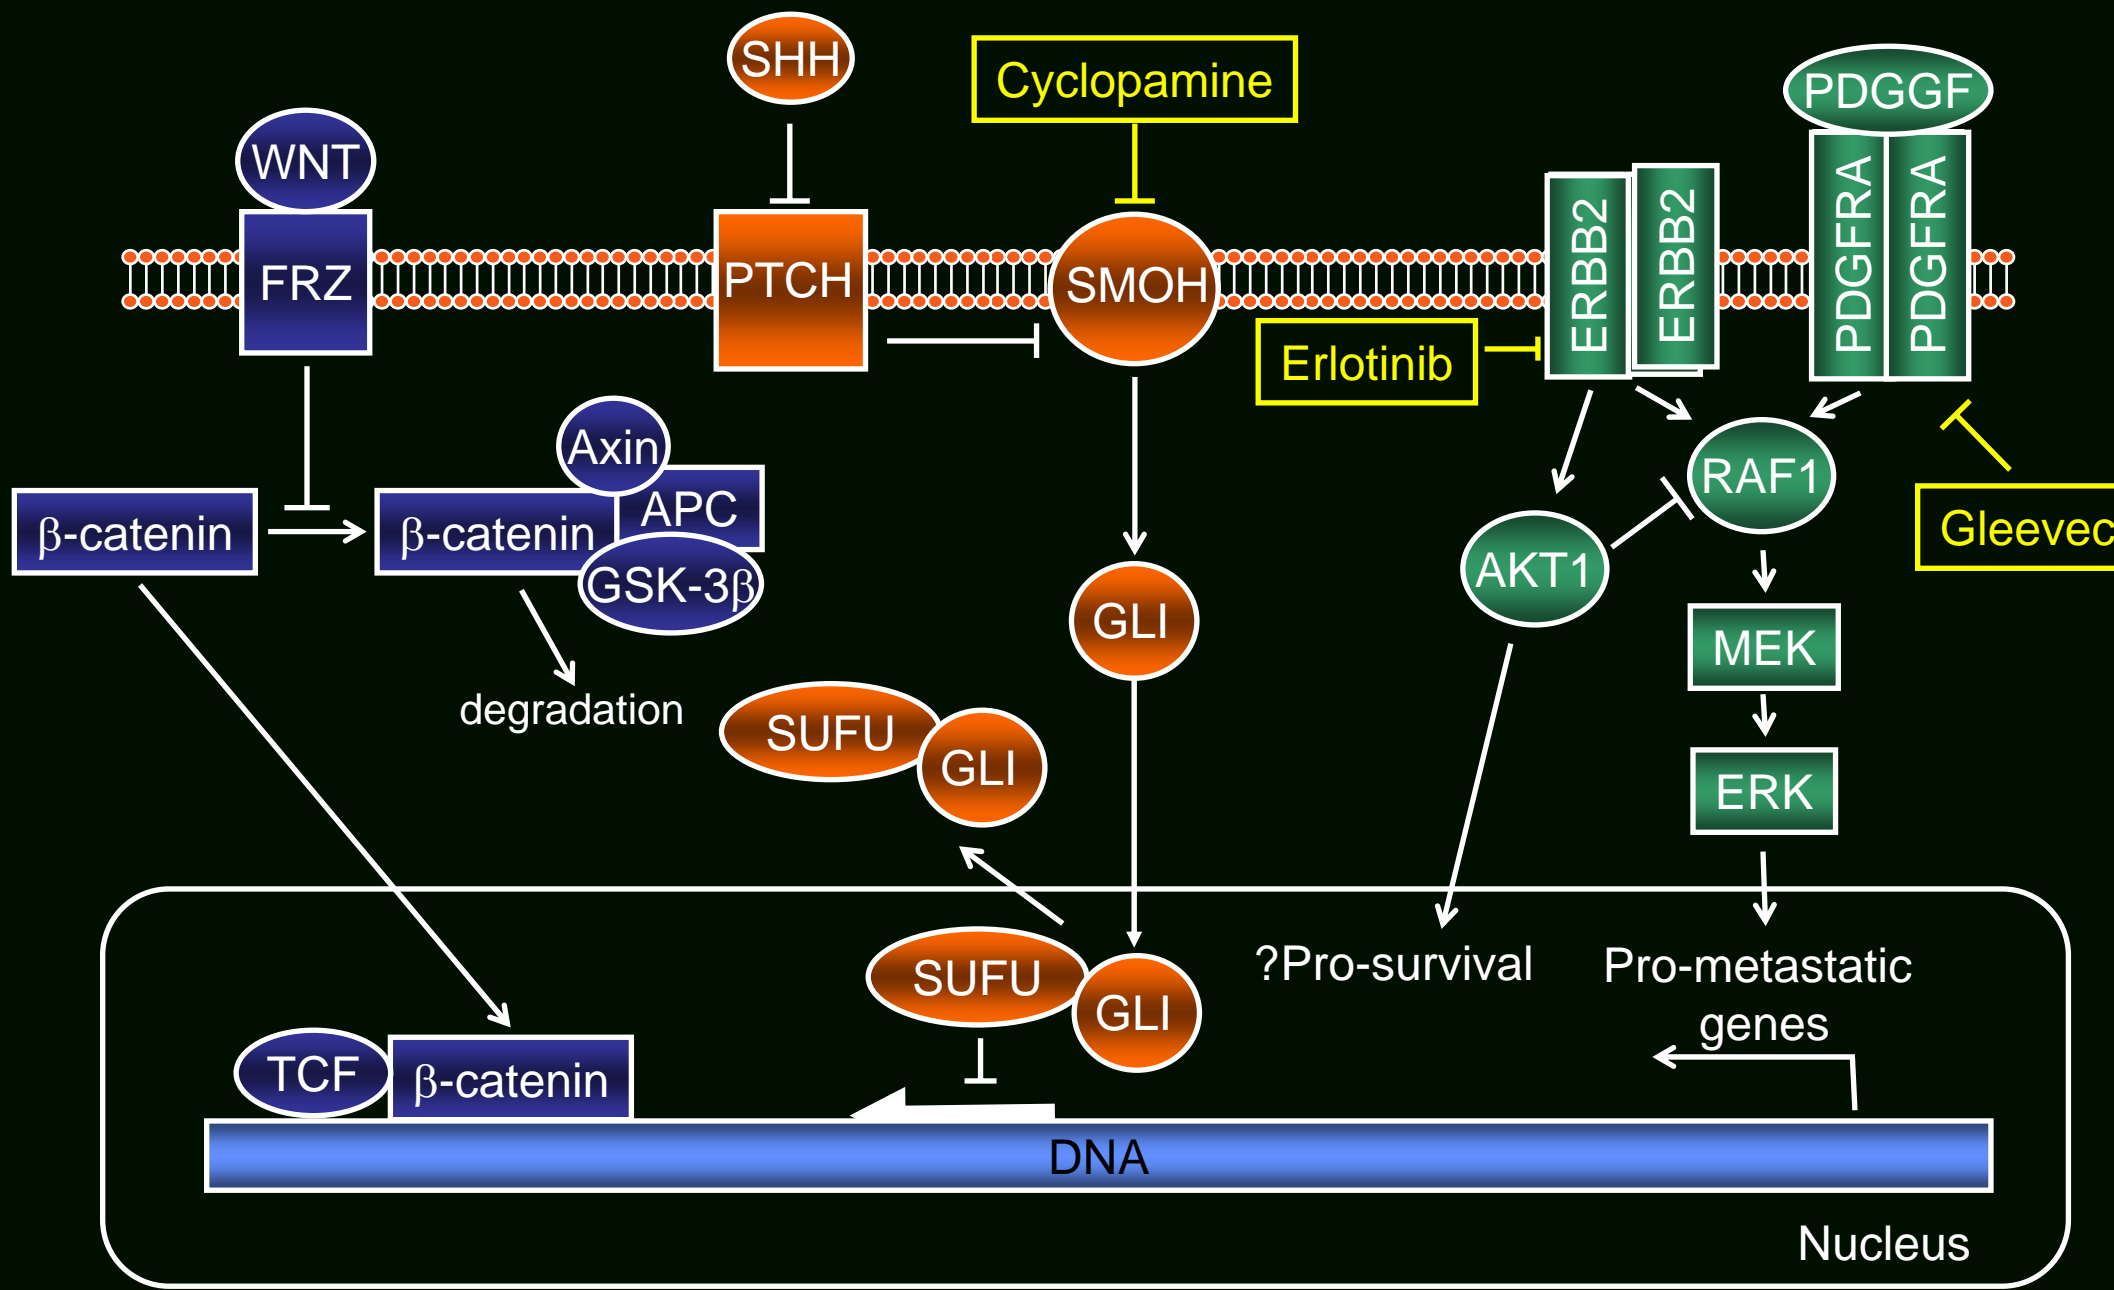 SHH
Cyclopamine
PDGGF
WNT
FRZ
PTCH
SMOH
ERBB2
ERBB2
PDGFRA
PDGFRA
Erlotinib
Axin
APC
β-catenin
β-catenin
GSK-3β
RAF1
Gleevec
AKT1
GLI
MEK
degradation
SUFU
GLI
ERK
SUFU
GLI
?Pro-survival
Pro-metastatic
genes
TCF
β-catenin
DNA
Nucleus